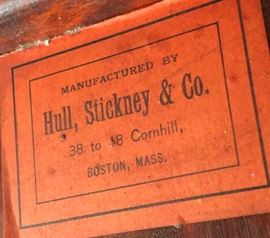 MANUFACTURED BY
Hull, Stickney & Co.
38 to 48 Cornhill,
BOSTON, MASS.